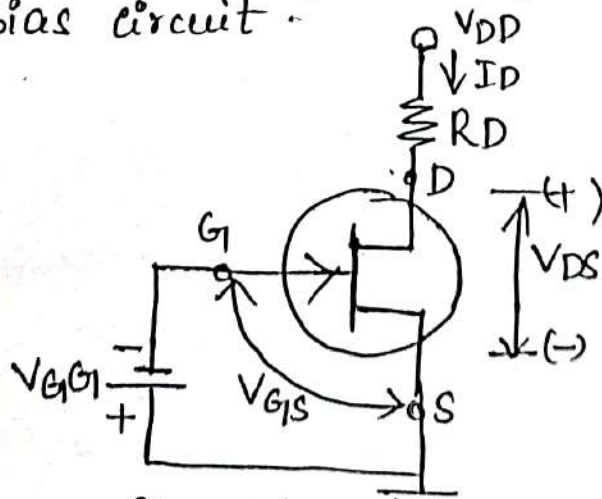 bias circuit.
VDD
ID
RD
D
(+)
G
VDS
(-)
-
VGG
+
VGS
S